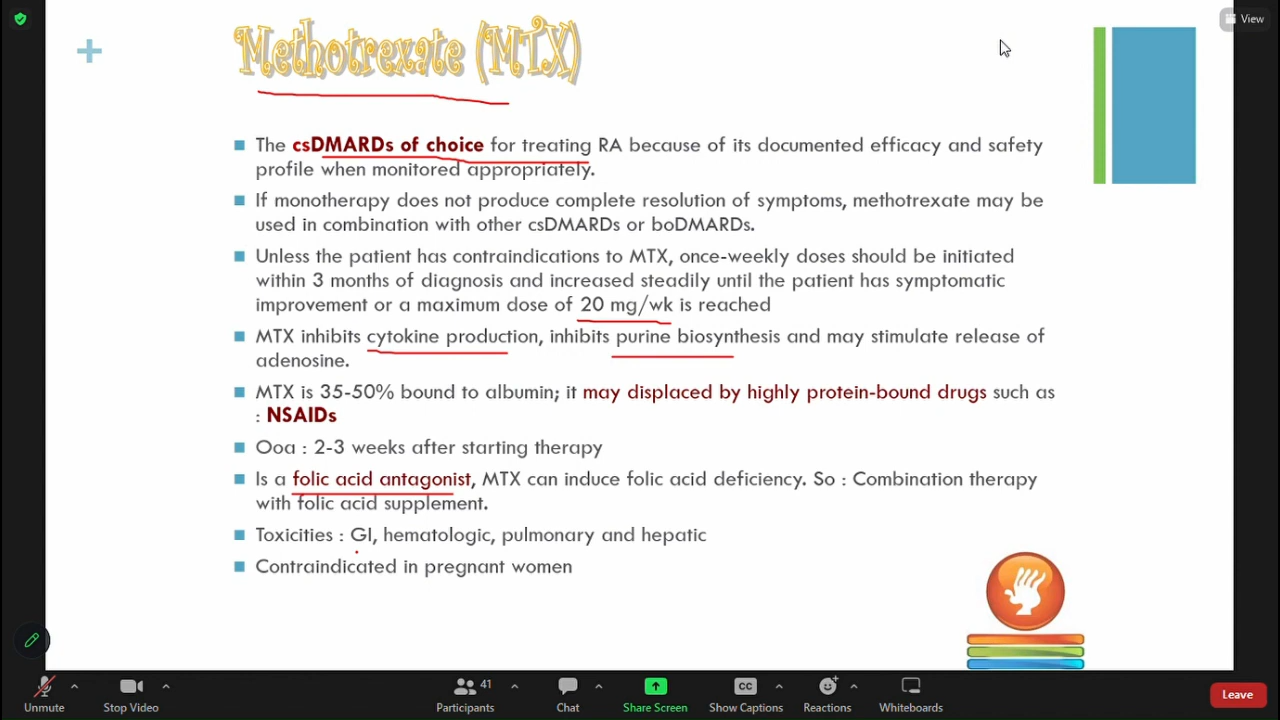 View
+
Methotrexate (MTX)
The csDMARDs of choice for treating RA because of its documented efficacy and safety
profile when monitored appropriately.
If monotherapy does not produce complete resolution of symptoms, methotrexate may be
used in combination with other csDMARDs or boDMARDs.
Unless the patient has contraindications to MTX, once-weekly doses should be initiated
within 3 months of diagnosis and increased steadily until the patient has symptomatic
improvement or a maximum dose of 20 mg/wk is reached
MTX inhibits cytokine production, inhibits purine biosynthesis and may stimulate release of
adenosine.
MTX is 35-50% bound to albumin; it may displaced by highly protein-bound drugs such as
: NSAIDs
Ooa : 2-3 weeks after starting therapy
Is a folic acid antagonist, MTX can induce folic acid deficiency. So : Combination therapy
with folic acid supplement.
Toxicities : GI, hematologic, pulmonary and hepatic
Contraindicated in pregnant women
41
CC
Unmute
Stop Video
Participants
Chat
Share Screen
Show Captions
Reactions
Whiteboards
Leave